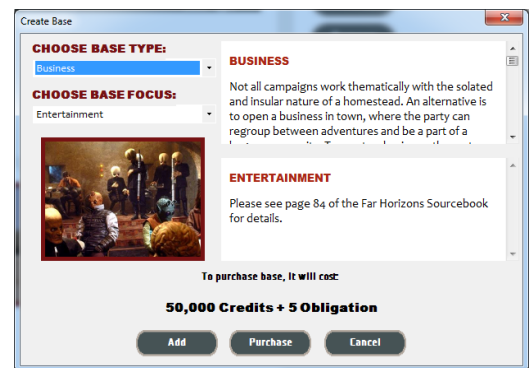 Create Base
CHOOSE BASE TYPE:
Business
CHOOSE BASE FOCUS:
Entertainment
BUSINESS
Not all campaigns work thematically with the solated
and insular nature of a homestead. An alternative is
to open a business in town, where the party can
regroup between adventures and be a part of a
ENTERTAINMENT
Please see page 84 of the Far Horizons Sourcebook
for details.
To purchase base, it will cost:
50,000 Credits + 5 Obligation
Add
Purchase
Cancel